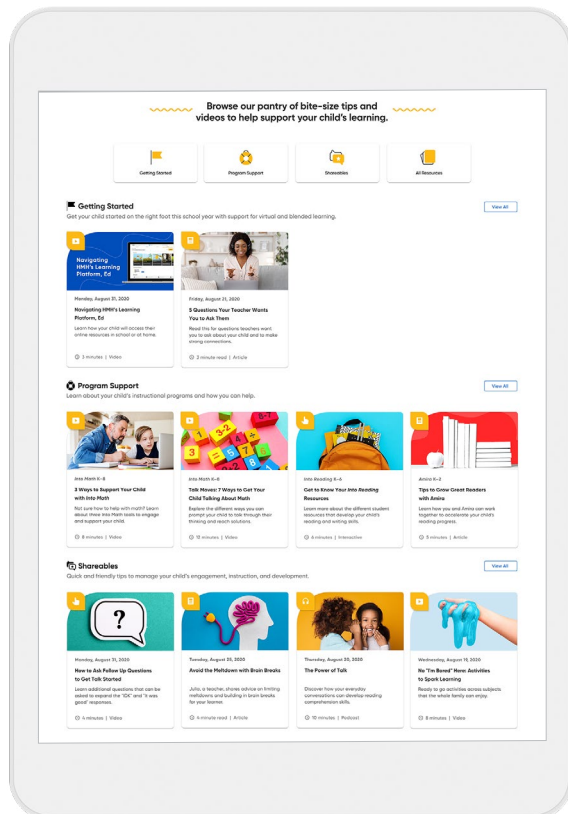 Browse our pantry of bite-size tips and
videos to help support your child's learning.
Getting Started
Program Support
Shareables
All Resources
Getting Started
View All
Get your child started on the right foot this school year with support for virtual and blended learning.
Navigating
HMH's Learning
Platform, Ed
Monday, August 31, 2020
Navigating HMH's Learning
Platform, Ed
Learn how your child will access their
online resources in school or at home.
3 minutes | Video
Friday, August 21, 2020
5 Questions Your Teacher Wants
You to Ask Them
Read this for questions teachers want
you to ask about your child and to make
strong connections.
2 minute read | Article
Program Support
View All
Learn about your child's instructional programs and how you can help.
Into Math K–8
3 Ways to Support Your Child
with Into Math
Not sure how to help with math? Learn
about three Into Math tools to engage
and support your child.
8 minutes | Video
Into Math K–8
Talk Moves: 7 Ways to Get Your
Child Talking About Math
Explore the different ways you can
prompt your child to talk through their
thinking and reach solutions.
15 minutes | Video
Into Reading K–6
Get to Know Your Into Reading
Resources
Learn more about the different student
resources that develop your child's
reading and writing skills.
6 minutes | Interactive
Amira K–2
Tips to Grow Great Readers
with Amira
Learn how you and Amira can work
together to accelerate your child's
reading progress.
5 minutes | Article
Shareables
View All
Quick and friendly tips to manage your child's engagement, instruction, and development.
?
Monday, August 31, 2020
How to Ask Follow Up Questions
to Get Talk Started
Learn additional questions that can be
asked to expand the "IDK" and "it was
good" responses.
4 minutes | Video
Tuesday, August 25, 2020
Avoid the Meltdown with Brain Breaks
Julia, a teacher, shares advice on limiting
meltdowns and building in brain breaks
for your learner.
4 minute read | Article
Thursday, August 20, 2020
The Power of Talk
Discover how your everyday
conversations can develop reading
comprehension skills.
10 minutes | Podcast
Wednesday, August 19, 2020
No "I'm Bored" Here: Activities
to Spark Learning
Ready to go activities across subjects
that the whole family can enjoy.
8 minutes | Video